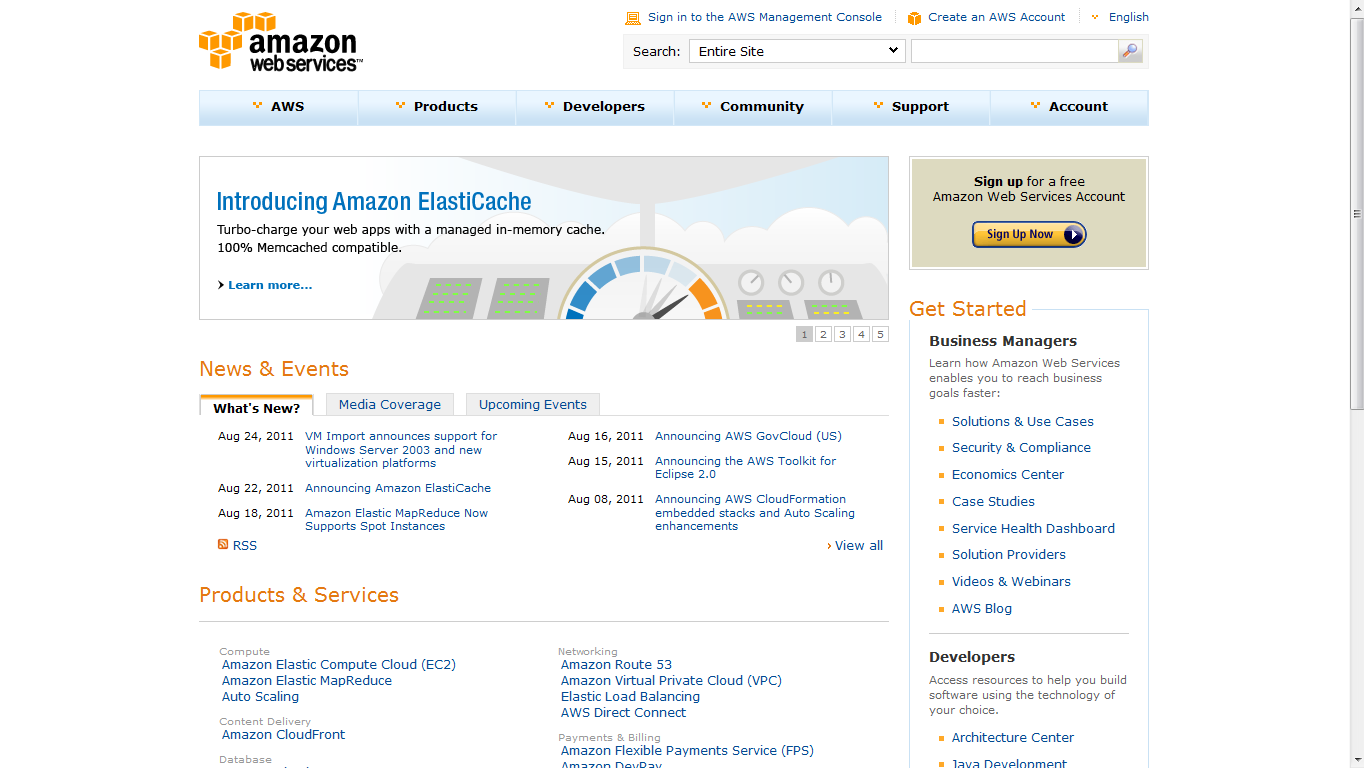 amazon
webservices™
Sign in to the AWS Management Console
Create an AWS Account
English
Search:
Entire Site
AWS
Products
Developers
Community
Support
Account
Introducing Amazon ElastiCache
Turbo-charge your web apps with a managed in-memory cache.
100% Memcached compatible.
Learn more...
1 2 3 4 5
Sign up for a free
Amazon Web Services Account
Sign Up Now
News & Events
What's New?
Media Coverage
Upcoming Events
Aug 24, 2011 VM Import announces support for
Windows Server 2003 and new
virtualization platforms
Aug 22, 2011 Announcing Amazon ElastiCache
Aug 18, 2011 Amazon Elastic MapReduce Now
Supports Spot Instances
Aug 16, 2011 Announcing AWS GovCloud (US)
Aug 15, 2011 Announcing the AWS Toolkit for
Eclipse 2.0
Aug 08, 2011 Announcing AWS CloudFormation
embedded stacks and Auto Scaling
enhancements
RSS
› View all
Products & Services
Compute
Amazon Elastic Compute Cloud (EC2)
Amazon Elastic MapReduce
Auto Scaling
Content Delivery
Amazon CloudFront
Database
Networking
Amazon Route 53
Amazon Virtual Private Cloud (VPC)
Elastic Load Balancing
AWS Direct Connect
Payments & Billing
Amazon Flexible Payments Service (FPS)
Amazon DevPay
Get Started
Business Managers
Learn how Amazon Web Services
enables you to reach business
goals faster:
Solutions & Use Cases
Security & Compliance
Economics Center
Case Studies
Service Health Dashboard
Solution Providers
Videos & Webinars
AWS Blog
Developers
Access resources to help you build
software using the technology of
your choice.
Architecture Center
Java Development